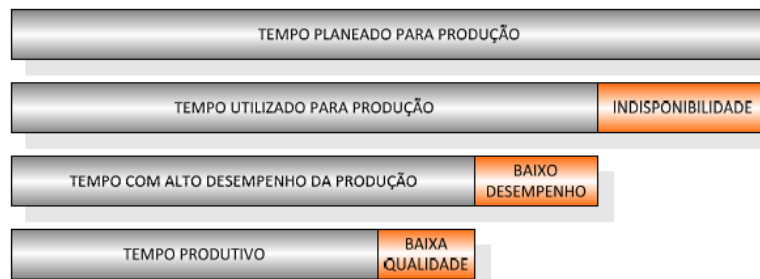 TEMPO PLANEADO PARA PRODUÇÃO
TEMPO UTILIZADO PARA PRODUÇÃO
INDISPONIBILIDADE
TEMPO COM ALTO DESEMPENHO DA PRODUÇÃO
BAIXO
DESEMPENHO
TEMPO PRODUTIVO
BAIXA
QUALIDADE